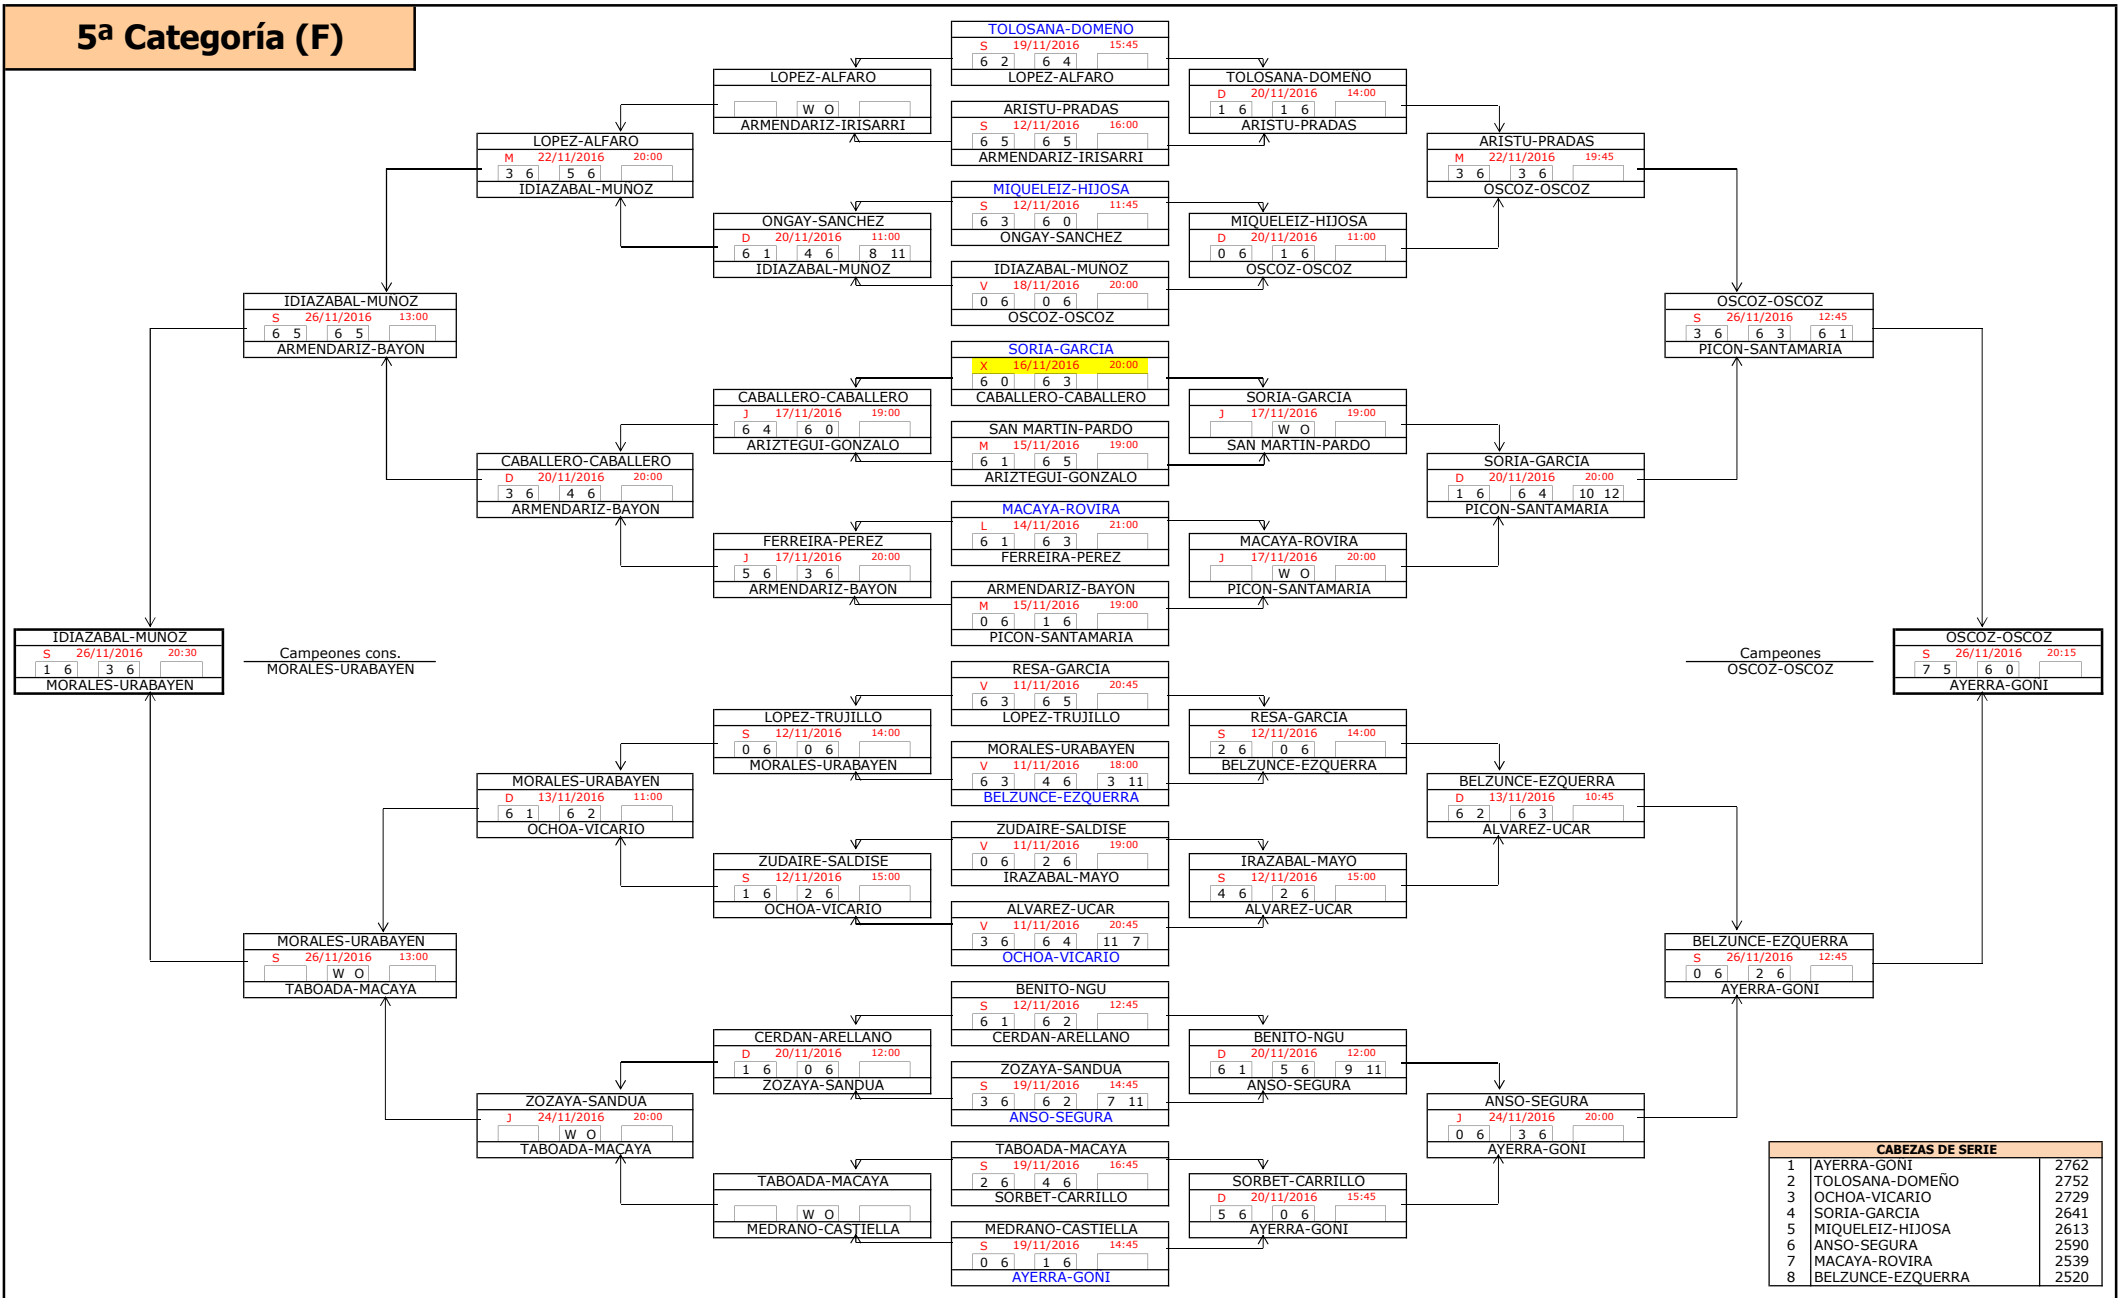 5ª Categoría (F)
IDIAZABAL-MUÑOZ
S 26/11/2016 20:30
1 6 3 6
MORALES-URABAYEN
Campeones cons.
MORALES-URABAYEN
IDIAZABAL-MUÑOZ
S 26/11/2016 13:00
6 5 6 5
ARMENDARIZ-BAYON
MORALES-URABAYEN
S 26/11/2016 13:00
W O
TABOADA-MACAYA
LOPEZ-ALFARO
M 22/11/2016 20:00
3 6 5 6
IDIAZABAL-MUÑOZ
CABALLERO-CABALLERO
D 20/11/2016 20:00
3 6 4 6
ARMENDARIZ-BAYON
MORALES-URABAYEN
D 13/11/2016 11:00
6 1 6 2
OCHOA-VICARIO
ZOZAYA-SANDUA
J 24/11/2016 20:00
W O
TABOADA-MACAYA
LOPEZ-ALFARO
W O
ARMENDARIZ-IRISARRI
ONGAY-SANCHEZ
D 20/11/2016 11:00
6 1 4 6 8 11
IDIAZABAL-MUÑOZ
CABALLERO-CABALLERO
J 17/11/2016 19:00
6 4 6 0
ARIZTEGUI-GONZALO
FERREIRA-PEREZ
J 17/11/2016 20:00
5 6 3 6
ARMENDARIZ-BAYON
LOPEZ-TRUJILLO
S 12/11/2016 14:00
0 6 0 6
MORALES-URABAYEN
ZUDAIRE-SALDISE
S 12/11/2016 15:00
1 6 2 6
OCHOA-VICARIO
CERDAN-ARELLANO
D 20/11/2016 12:00
1 6 0 6
ZOZAYA-SANDUA
TABOADA-MACAYA
W O
MEDRANO-CASTIELLA
TOLOSANA-DOMEÑO
S 19/11/2016 15:45
6 2 6 4
LOPEZ-ALFARO
ARISTU-PRADAS
S 12/11/2016 16:00
6 5 6 5
ARMENDARIZ-IRISARRI
MIQUELEIZ-HIJOSA
S 12/11/2016 11:45
6 3 6 0
ONGAY-SANCHEZ
IDIAZABAL-MUÑOZ
V 18/11/2016 20:00
0 6 0 6
OSCOZ-OSCOZ
SORIA-GARCIA
X 16/11/2016 20:00
6 0 6 3
CABALLERO-CABALLERO
SAN MARTIN-PARDO
M 15/11/2016 19:00
6 1 6 5
ARIZTEGUI-GONZALO
MACAYA-ROVIRA
L 14/11/2016 21:00
6 1 6 3
FERREIRA-PEREZ
ARMENDARIZ-BAYON
M 15/11/2016 19:00
0 6 1 6
PICON-SANTAMARIA
RESA-GARCIA
V 11/11/2016 20:45
6 3 6 5
LOPEZ-TRUJILLO
MORALES-URABAYEN
V 11/11/2016 18:00
6 3 4 6 3 11
BELZUNCE-EZQUERRA
ZUDAIRE-SALDISE
V 11/11/2016 19:00
0 6 2 6
IRAZABAL-MAYO
ALVAREZ-UCAR
V 11/11/2016 20:45
3 6 6 4 11 7
OCHOA-VICARIO
BENITO-NGU
S 12/11/2016 12:45
6 1 6 2
CERDAN-ARELLANO
ZOZAYA-SANDUA
S 19/11/2016 14:45
3 6 6 2 7 11
ANSO-SEGURA
TABOADA-MACAYA
S 19/11/2016 16:45
2 6 4 6
SORBET-CARRILLO
MEDRANO-CASTIELLA
S 19/11/2016 14:45
0 6 1 6
AYERRA-GOÑI
TOLOSANA-DOMEÑO
D 20/11/2016 14:00
1 6 1 6
ARISTU-PRADAS
MIQUELEIZ-HIJOSA
D 20/11/2016 11:00
0 6 1 6
OSCOZ-OSCOZ
SORIA-GARCIA
J 17/11/2016 19:00
W O
SAN MARTIN-PARDO
MACAYA-ROVIRA
J 17/11/2016 20:00
W O
PICON-SANTAMARIA
RESA-GARCIA
S 12/11/2016 14:00
2 6 0 6
BELZUNCE-EZQUERRA
IRAZABAL-MAYO
S 12/11/2016 15:00
4 6 2 6
ALVAREZ-UCAR
BENITO-NGU
D 20/11/2016 12:00
6 1 5 6 9 11
ANSO-SEGURA
SORBET-CARRILLO
D 20/11/2016 15:45
5 6 0 6
AYERRA-GOÑI
ARISTU-PRADAS
M 22/11/2016 19:45
3 6 3 6
OSCOZ-OSCOZ
SORIA-GARCIA
D 20/11/2016 20:00
1 6 6 4 10 12
PICON-SANTAMARIA
BELZUNCE-EZQUERRA
D 13/11/2016 10:45
6 2 6 3
ALVAREZ-UCAR
ANSO-SEGURA
J 24/11/2016 20:00
0 6 3 6
AYERRA-GOÑI
OSCOZ-OSCOZ
S 26/11/2016 12:45
3 6 6 3 6 1
PICON-SANTAMARIA
BELZUNCE-EZQUERRA
S 26/11/2016 12:45
0 6 2 6
AYERRA-GOÑI
Campeones
OSCOZ-OSCOZ
OSCOZ-OSCOZ
S 26/11/2016 20:15
7 5 6 0
AYERRA-GOÑI
CABEZAS DE SERIE
1 AYERRA-GOÑI 2762
2 TOLOSANA-DOMEÑO 2752
3 OCHOA-VICARIO 2729
4 SORIA-GARCIA 2641
5 MIQUELEIZ-HIJOSA 2613
6 ANSO-SEGURA 2590
7 MACAYA-ROVIRA 2539
8 BELZUNCE-EZQUERRA 2520